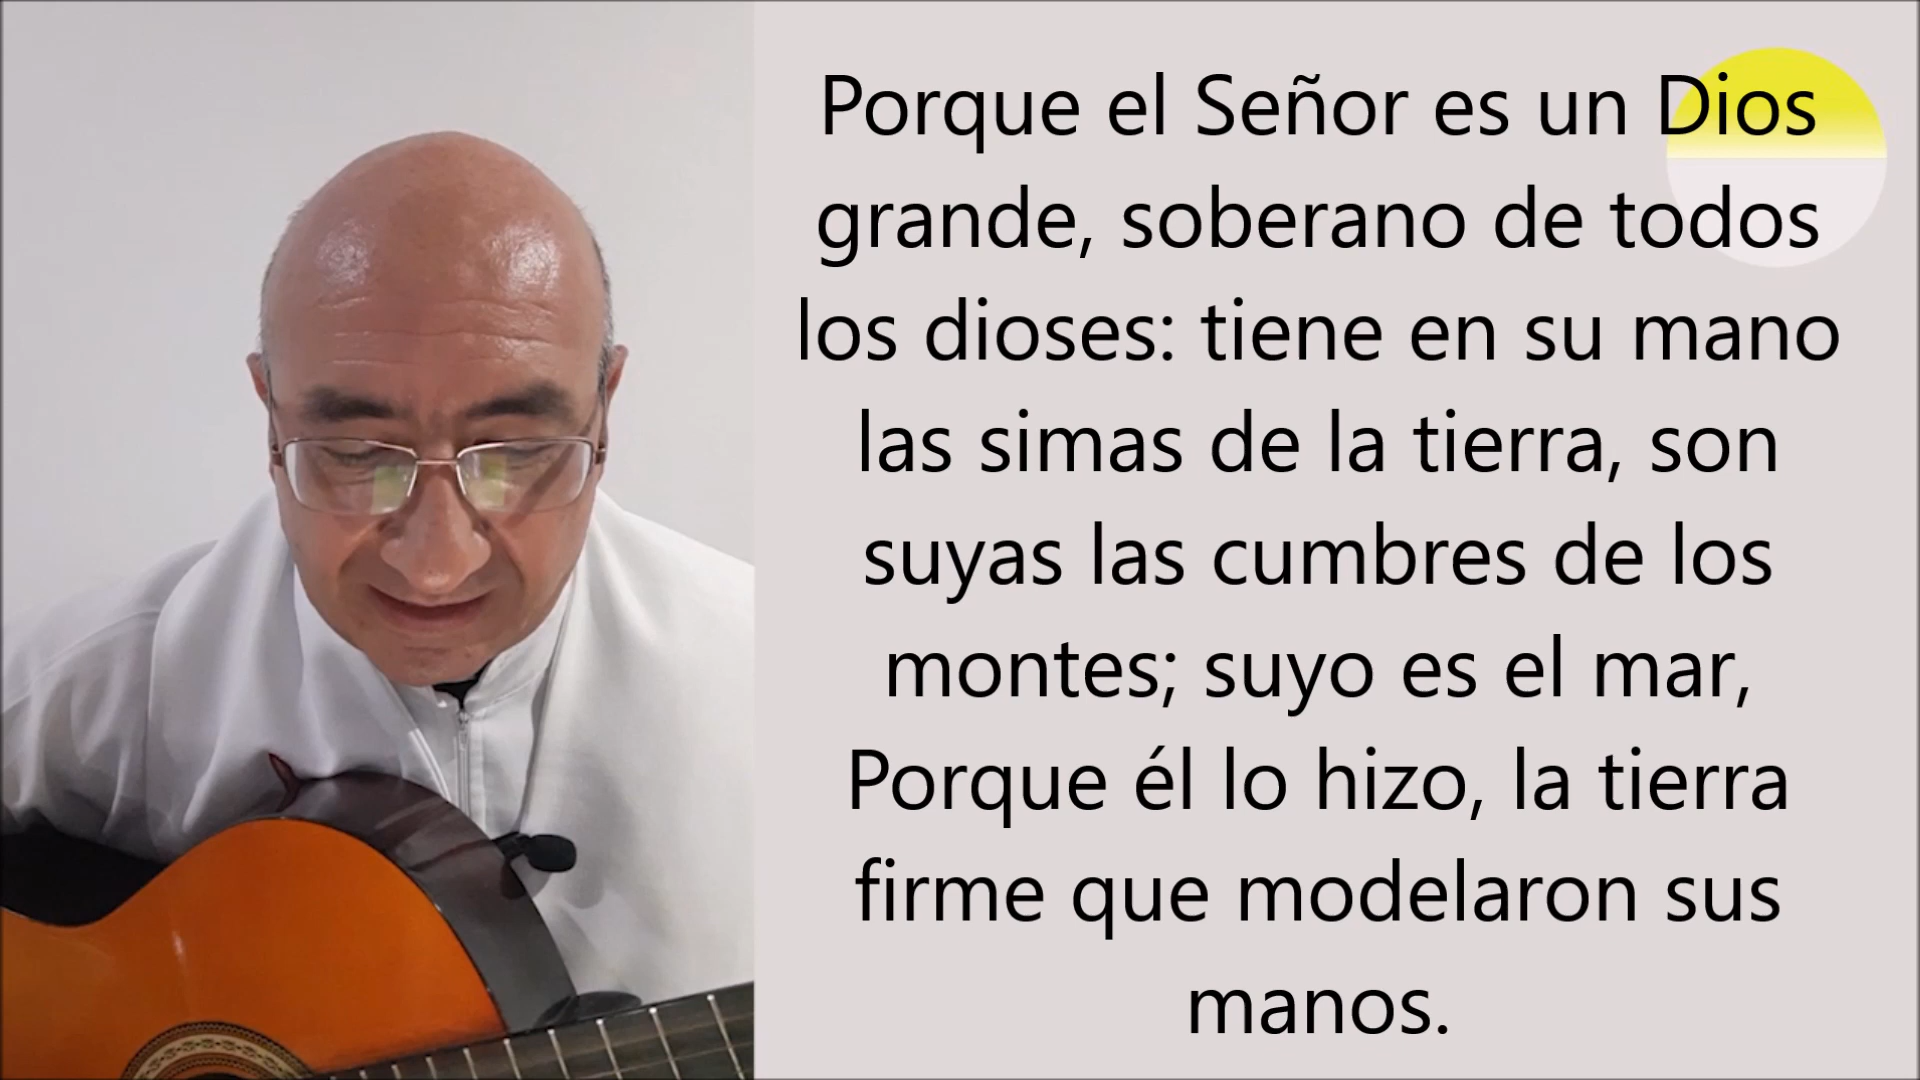 Porque el Señor es un Dios
grande, soberano de todos
los dioses: tiene en su mano
las simas de la tierra, son
suyas las cumbres de los
montes; suyo es el mar,
Porque él lo hizo, la tierra
firme que modelaron sus
manos.